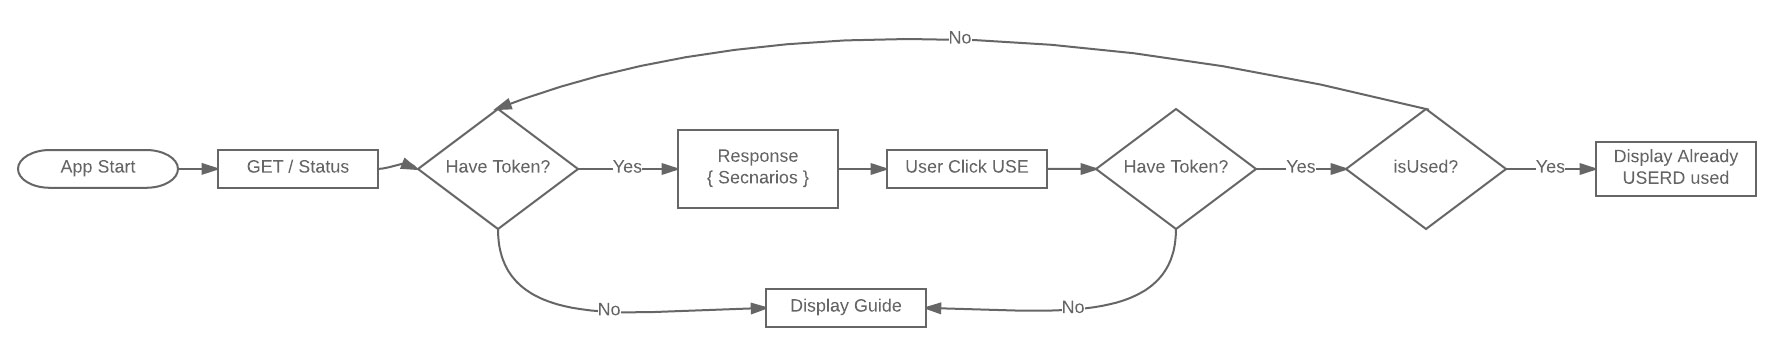 No
App Start
GET / Status
Have Token?
Yes
Response
{ Secnarios }
User Click USE
Have Token?
Yes
isUsed?
Yes
Display Already
USERD used
No
Display Guide
No